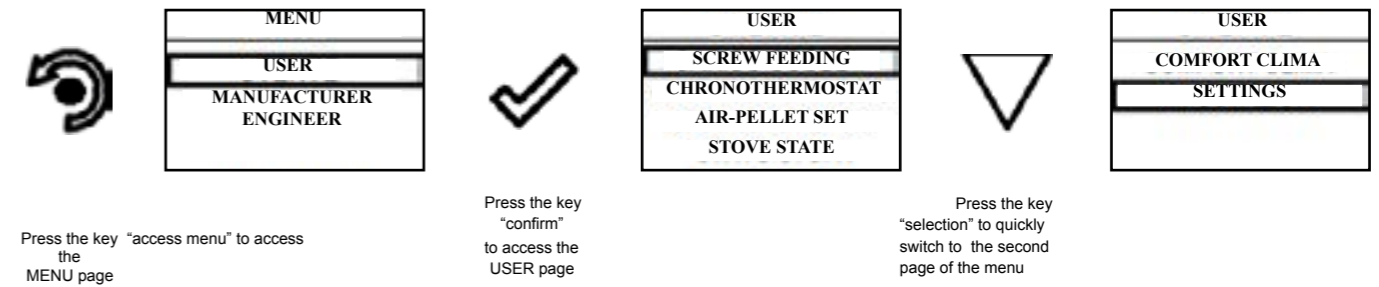 MENU
USER
MANUFACTURER
ENGINEER
USER
SCREW FEEDING
CHRONOTHERMOSTAT
AIR-PELLET SET
STOVE STATE
USER
COMFORT CLIMA
SETTINGS
Press the key "access menu" to access
the
MENU page
Press the key
“confirm”
to access the
USER page
Press the key
“selection” to quickly
switch to the second
page of the menu